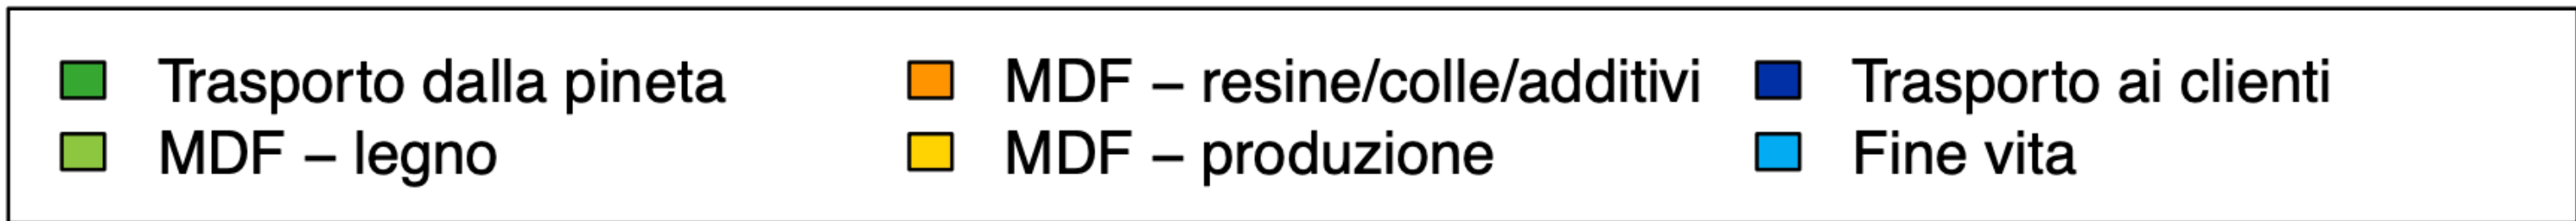 Trasporto dalla pineta
MDF – legno
MDF – resine/colle/additivi
MDF – produzione
Trasporto ai clienti
Fine vita